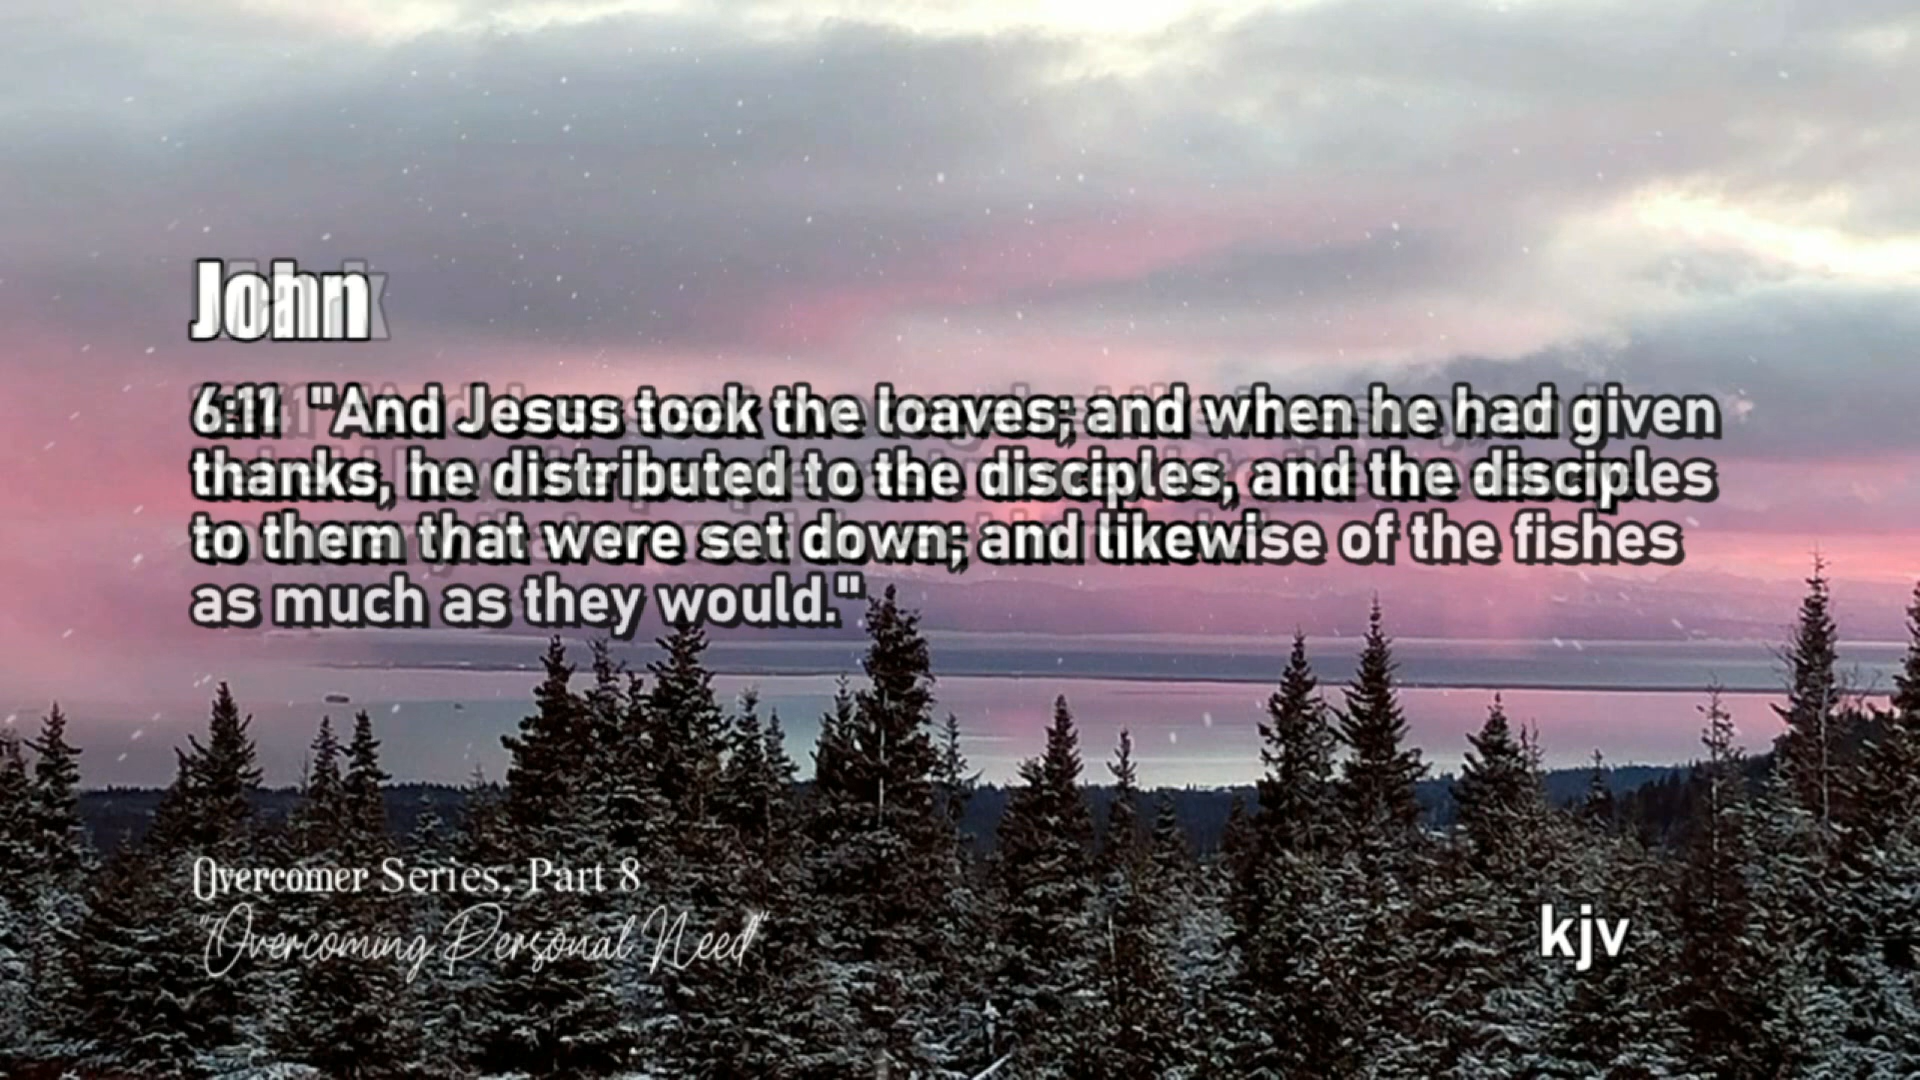 John
6:11 "And Jesus took the loaves; and when he had given
thanks, he distributed to the disciples, and the disciples
to them that were set down; and likewise of the fishes
as much as they would."
Overcomer Series, Part 8
"Overcoming Personal Need"
kjv